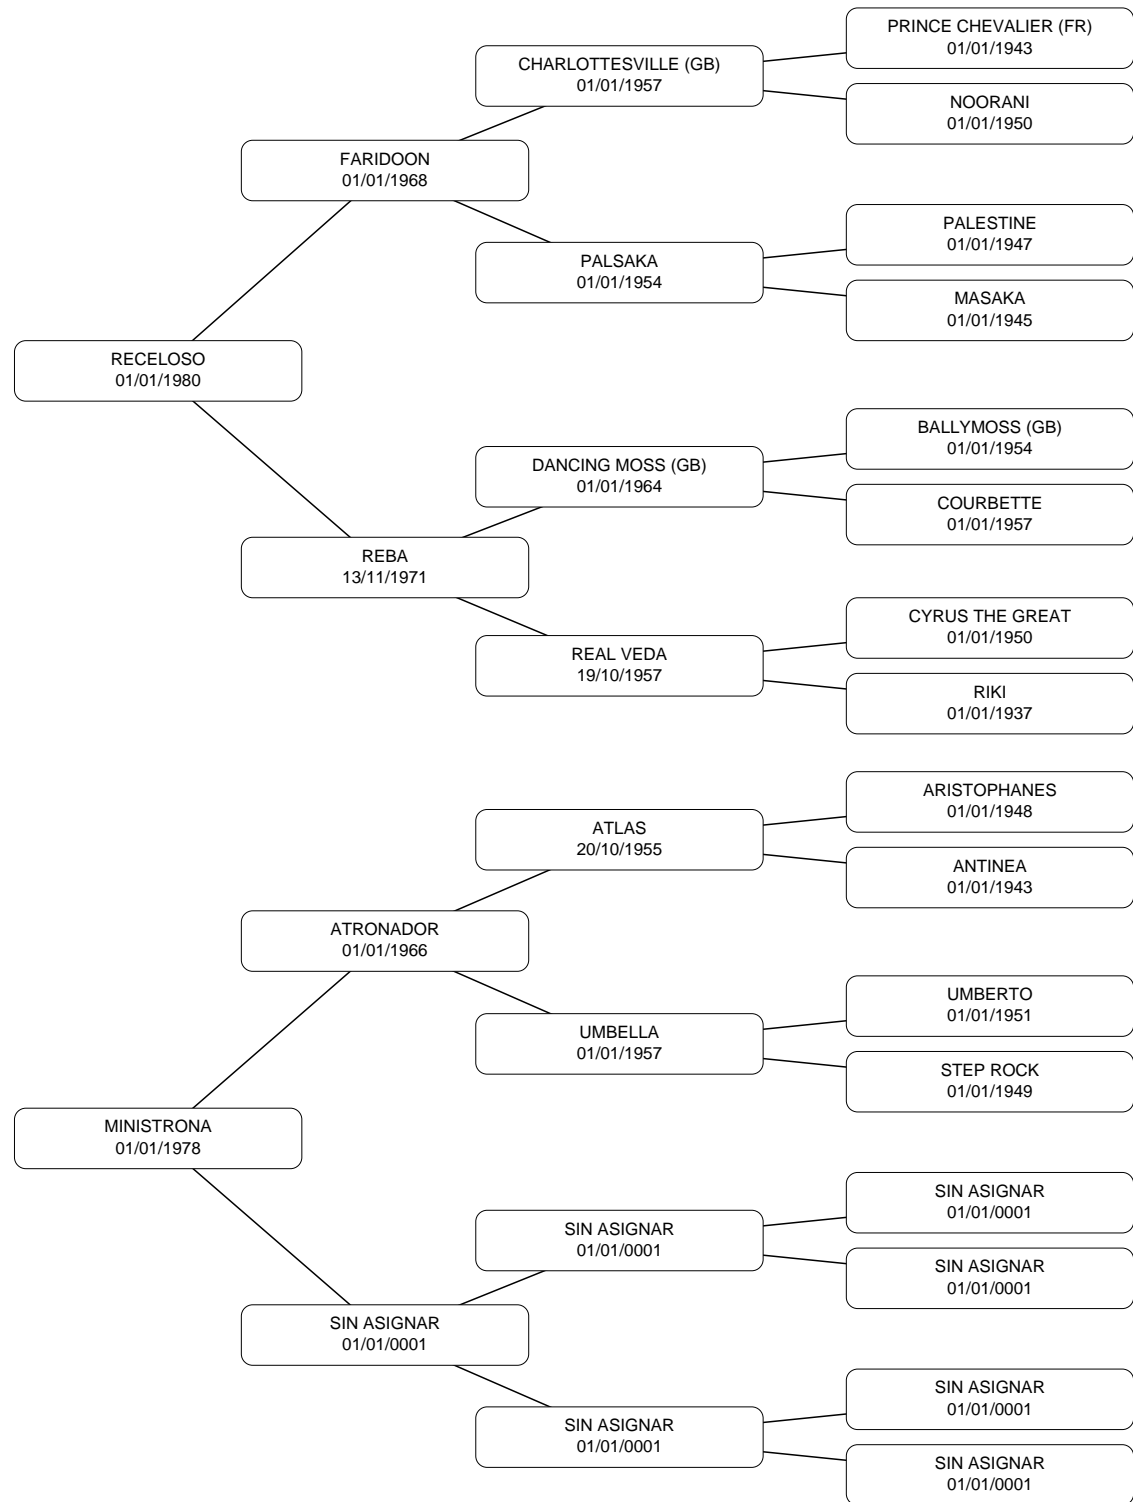 PRINCE CHEVALIER (FR)
01/01/1943
CHARLOTTESVILLE (GB)
01/01/1957
NOORANI
01/01/1950
FARIDOON
01/01/1968
PALESTINE
01/01/1947
PALSAKA
01/01/1954
MASAKA
01/01/1945
RECELOSO
01/01/1980
BALLYMOSS (GB)
01/01/1954
DANCING MOSS (GB)
01/01/1964
COURBETTE
01/01/1957
REBA
13/11/1971
CYRUS THE GREAT
01/01/1950
REAL VEDA
19/10/1957
RIKI
01/01/1937
ARISTOPHANES
01/01/1948
ATLAS
20/10/1955
ANTINEA
01/01/1943
ATRONADOR
01/01/1966
UMBERTO
01/01/1951
UMBELLA
01/01/1957
STEP ROCK
01/01/1949
MINISTRONA
01/01/1978
SIN ASIGNAR
01/01/0001
SIN ASIGNAR
01/01/0001
SIN ASIGNAR
01/01/0001
SIN ASIGNAR
01/01/0001
SIN ASIGNAR
01/01/0001
SIN ASIGNAR
01/01/0001
SIN ASIGNAR
01/01/0001